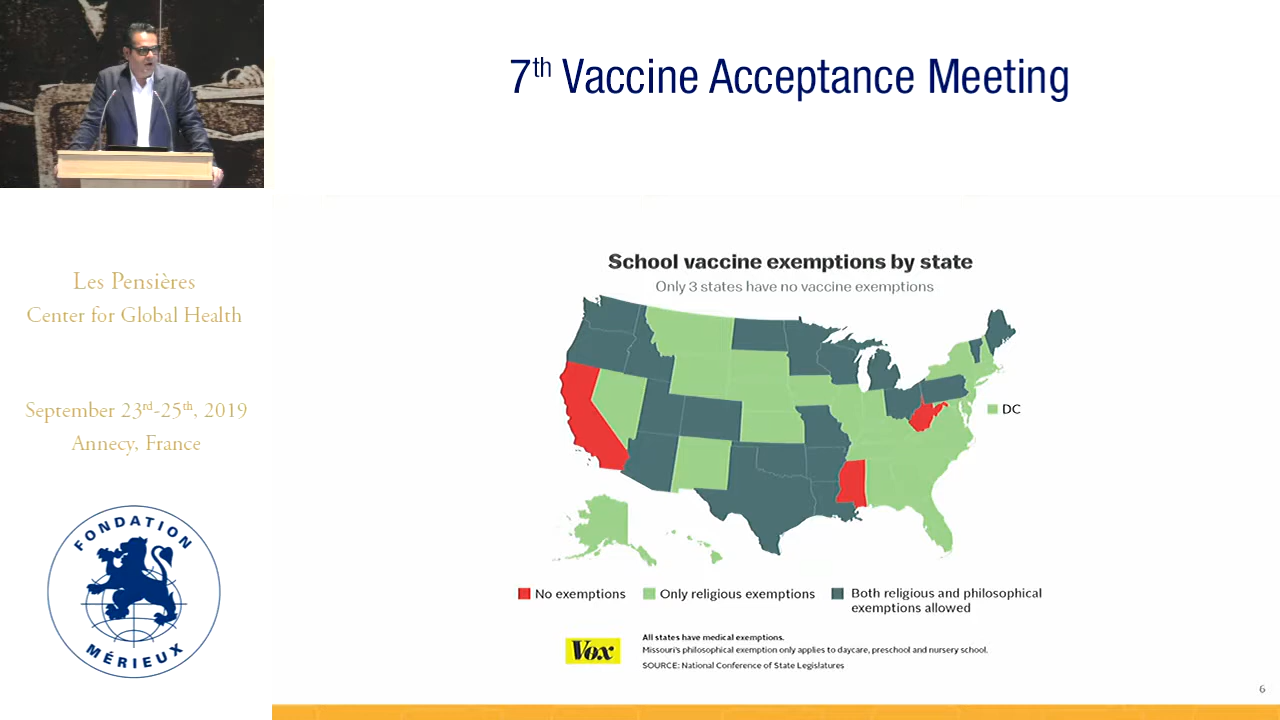 7th Vaccine Acceptance Meeting
Les Pensières
Center for Global Health
September 23rd-25th, 2019
Annecy, France
FONDATION
MÉRIEUX
School vaccine exemptions by state
Only 3 states have no vaccine exemptions
DC
No exemptions
Only religious exemptions
Both religious and philosophical
exemptions allowed
Vox
All states have medical exemptions.
Missouri's philosophical exemption only applies to daycare, preschool and nursery school.
SOURCE: National Conference of State Legislatures
6